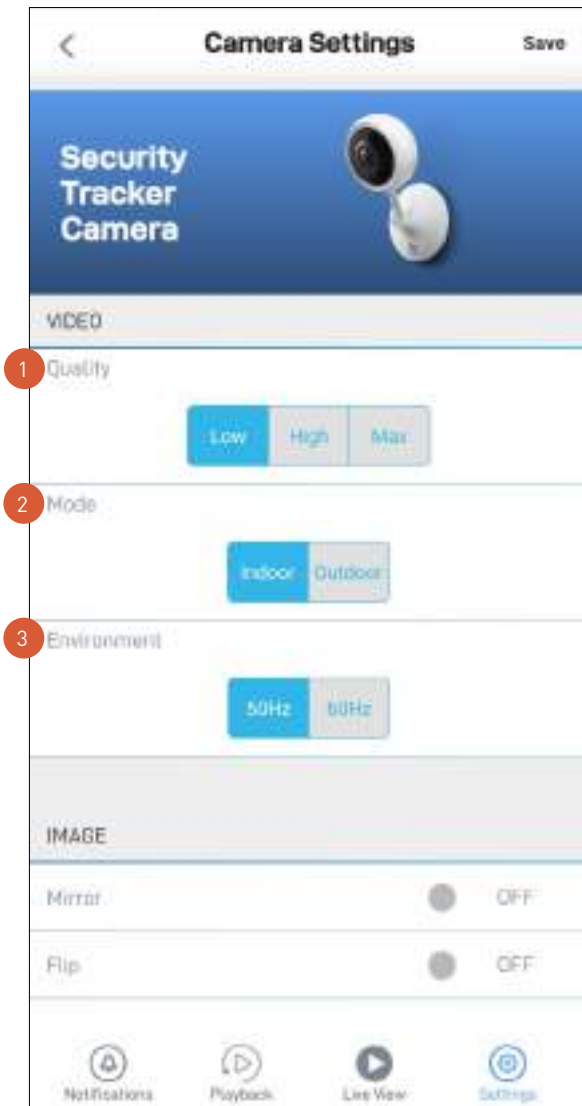 Camera Settings Save
Security
Tracker
Camera
VIDEO
1 Quality
Low High Max
2 Mode
Indoor Outdoor
3 Environment
50Hz 60Hz
IMAGE
Mirror OFF
Flip OFF
Notifications Playback Live View Settings